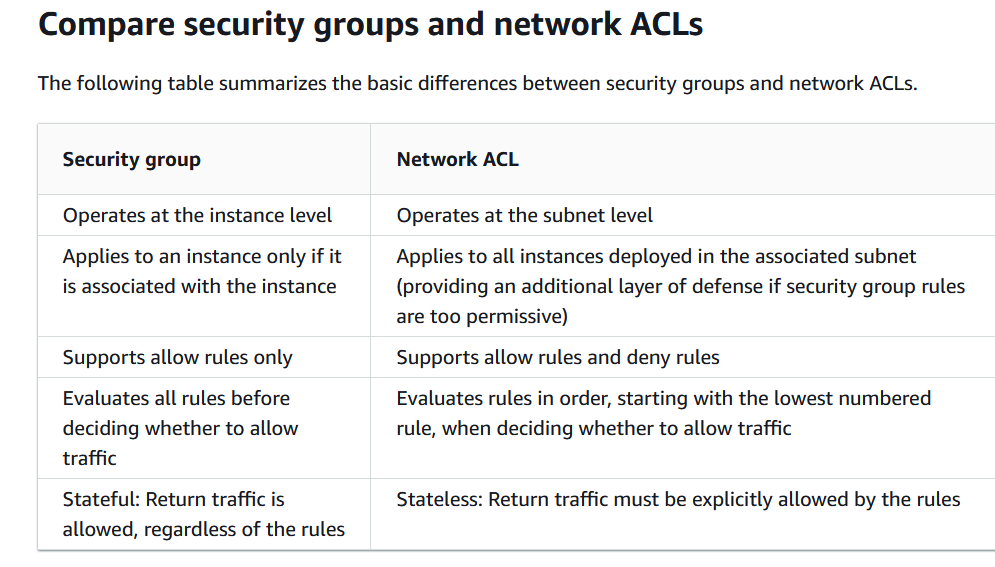 Compare security groups and network ACLs
The following table summarizes the basic differences between security groups and network ACLs.
Security group
Network ACL
Operates at the instance level
Operates at the subnet level
Applies to an instance only if it
is associated with the instance
Applies to all instances deployed in the associated subnet
(providing an additional layer of defense if security group rules
are too permissive)
Supports allow rules only
Supports allow rules and deny rules
Evaluates all rules before
deciding whether to allow
traffic
Evaluates rules in order, starting with the lowest numbered
rule, when deciding whether to allow traffic
Stateful: Return traffic is
allowed, regardless of the rules
Stateless: Return traffic must be explicitly allowed by the rules